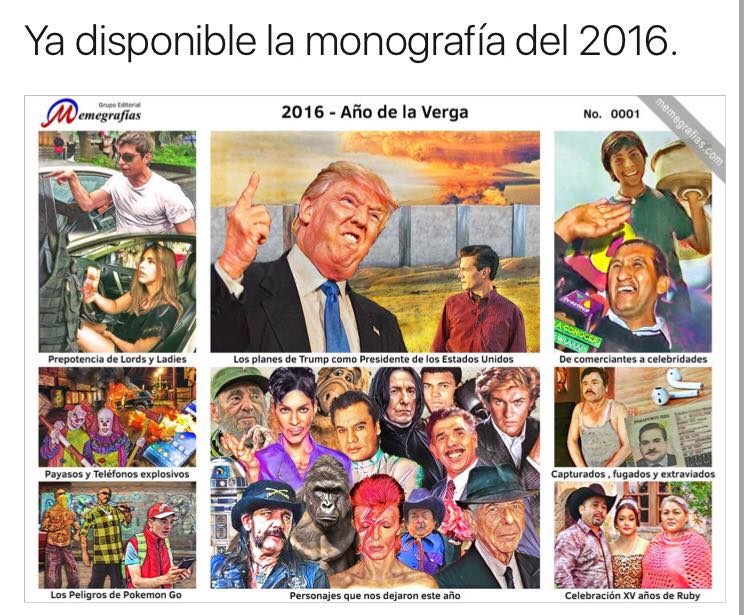 Ya disponible la monografía del 2016.
Grupo Editorial
Memegrafías
2016 - Año de la Verga
No. 0001
memegrafias.com
Prepotencia de Lords y Ladies
Los planes de Trump como Presidente de los Estados Unidos
De comerciantes a celebridades
Payasos y Teléfonos explosivos
PASAPORTE
Capturados , fugados y extraviados
Los Peligros de Pokemon Go
Personajes que nos dejaron este año
Celebración XV años de Ruby